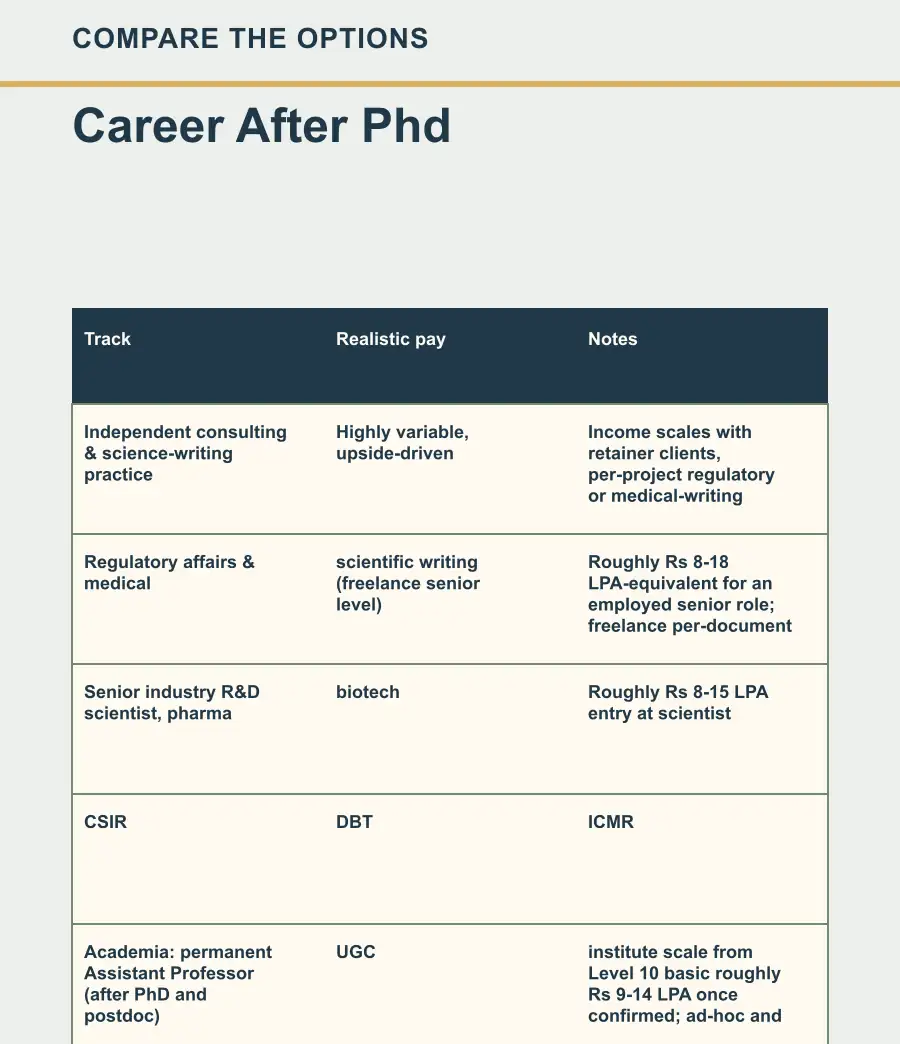 COMPARE THE OPTIONS
Career After Phd
Track
Realistic pay
Notes
Independent consulting
& science-writing
practice
Highly variable,
upside-driven
Income scales with
retainer clients,
per-project regulatory
or medical-writing
Regulatory affairs &
medical
scientific writing
(freelance senior
level)
Roughly Rs 8-18
LPA-equivalent for an
employed senior role;
freelance per-document
Senior industry R&D
scientist, pharma
biotech
Roughly Rs 8-15 LPA
entry at scientist
CSIR
DBT
ICMR
Academia: permanent
Assistant Professor
(after PhD and
postdoc)
UGC
institute scale from
Level 10 basic roughly
Rs 9-14 LPA once
confirmed; ad-hoc and